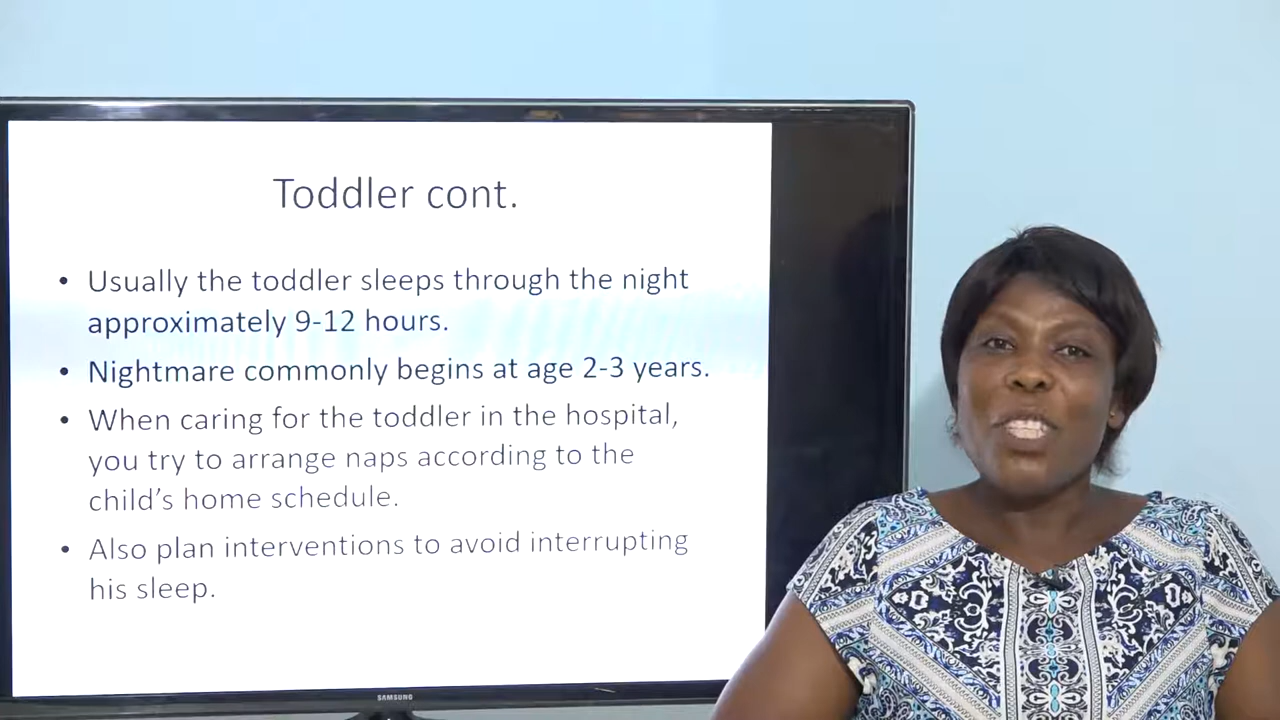 Toddler cont.
• Usually the toddler sleeps through the night
approximately 9-12 hours.
• Nightmare commonly begins at age 2-3 years.
• When caring for the toddler in the hospital,
you try to arrange naps according to the
child’s home schedule.
• Also plan interventions to avoid interrupting
his sleep.
SAMSUNG